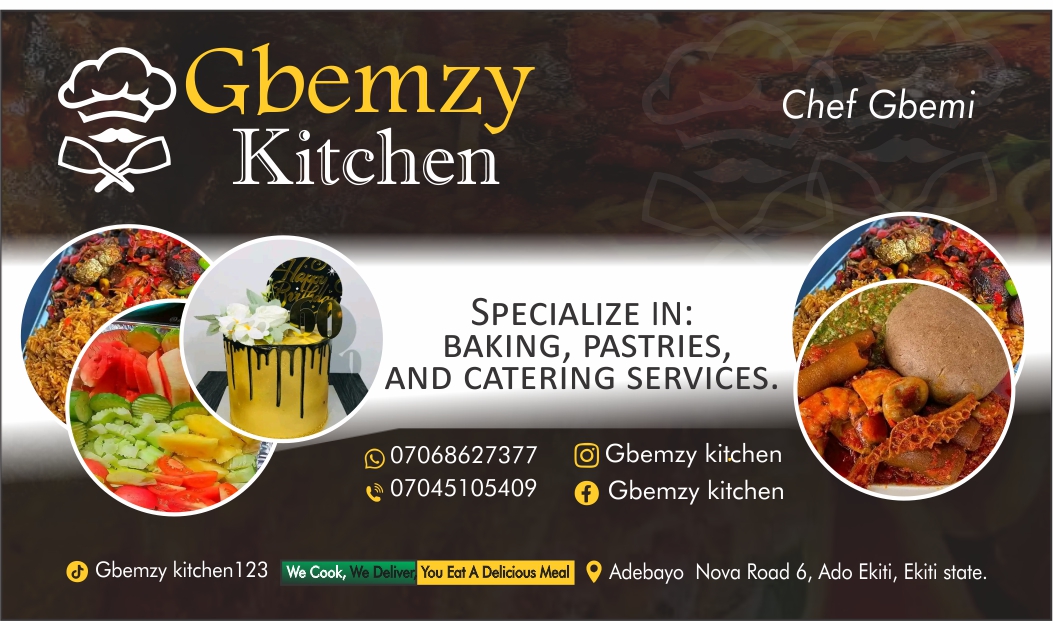 Gbemzy
Kitchen
Chef Gbemi
SPECIALIZE IN:
BAKING, PASTRIES,
AND CATERING SERVICES.
07068627377
07045105409
Gbemzy kitchen
Gbemzy kitchen
Gbemzy kitchen123
We Cook, We Deliver, You Eat A Delicious Meal
Adebayo Nova Road 6, Ado Ekiti, Ekiti state.